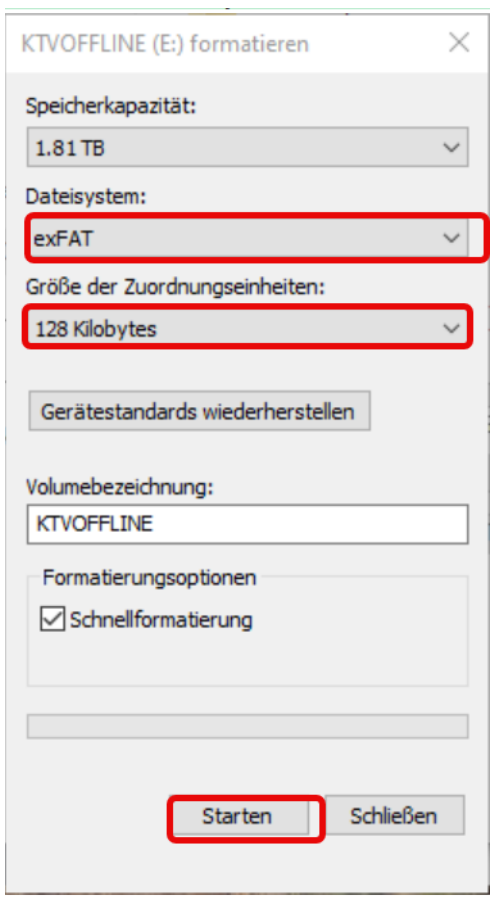 KTVOFFLINE (E:) formatieren
Speicherkapazität:
1.81 TB
Dateisystem:
exFAT
Größe der Zuordnungseinheiten:
128 Kilobytes
Gerätestandards wiederherstellen
Volumebezeichnung:
KTVOFFLINE
Formatierungsoptionen
Schnellformatierung
Starten Schließen